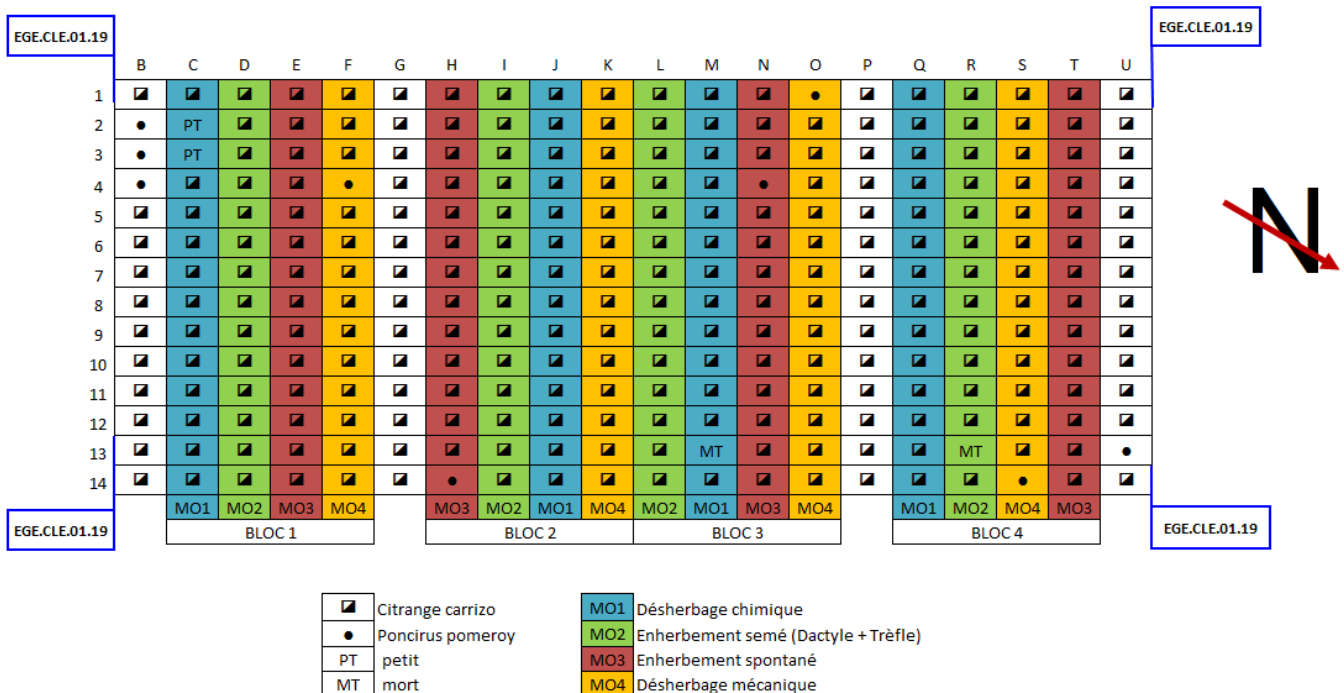 EGE.CLE.01.19 EGE.CLE.01.19
B C D E F G H I J K L M N O P Q R S T U
1
2 PT
3 PT
4
5
6
7
8
9
10
11
12
13 MT MT
14
MO1 MO2 MO3 MO4 MO3 MO2 MO1 MO4 MO2 MO1 MO3 MO4 MO1 MO2 MO4 MO3
EGE.CLE.01.19 BLOC 1 BLOC 2 BLOC 3 BLOC 4 EGE.CLE.01.19
N
Citrange carrizo MO1 Désherbage chimique
Poncirus pomeroy MO2 Enherbement semé (Dactyle + Trèfle)
PT petit MO3 Enherbement spontané
MT mort MO4 Désherbage mécanique